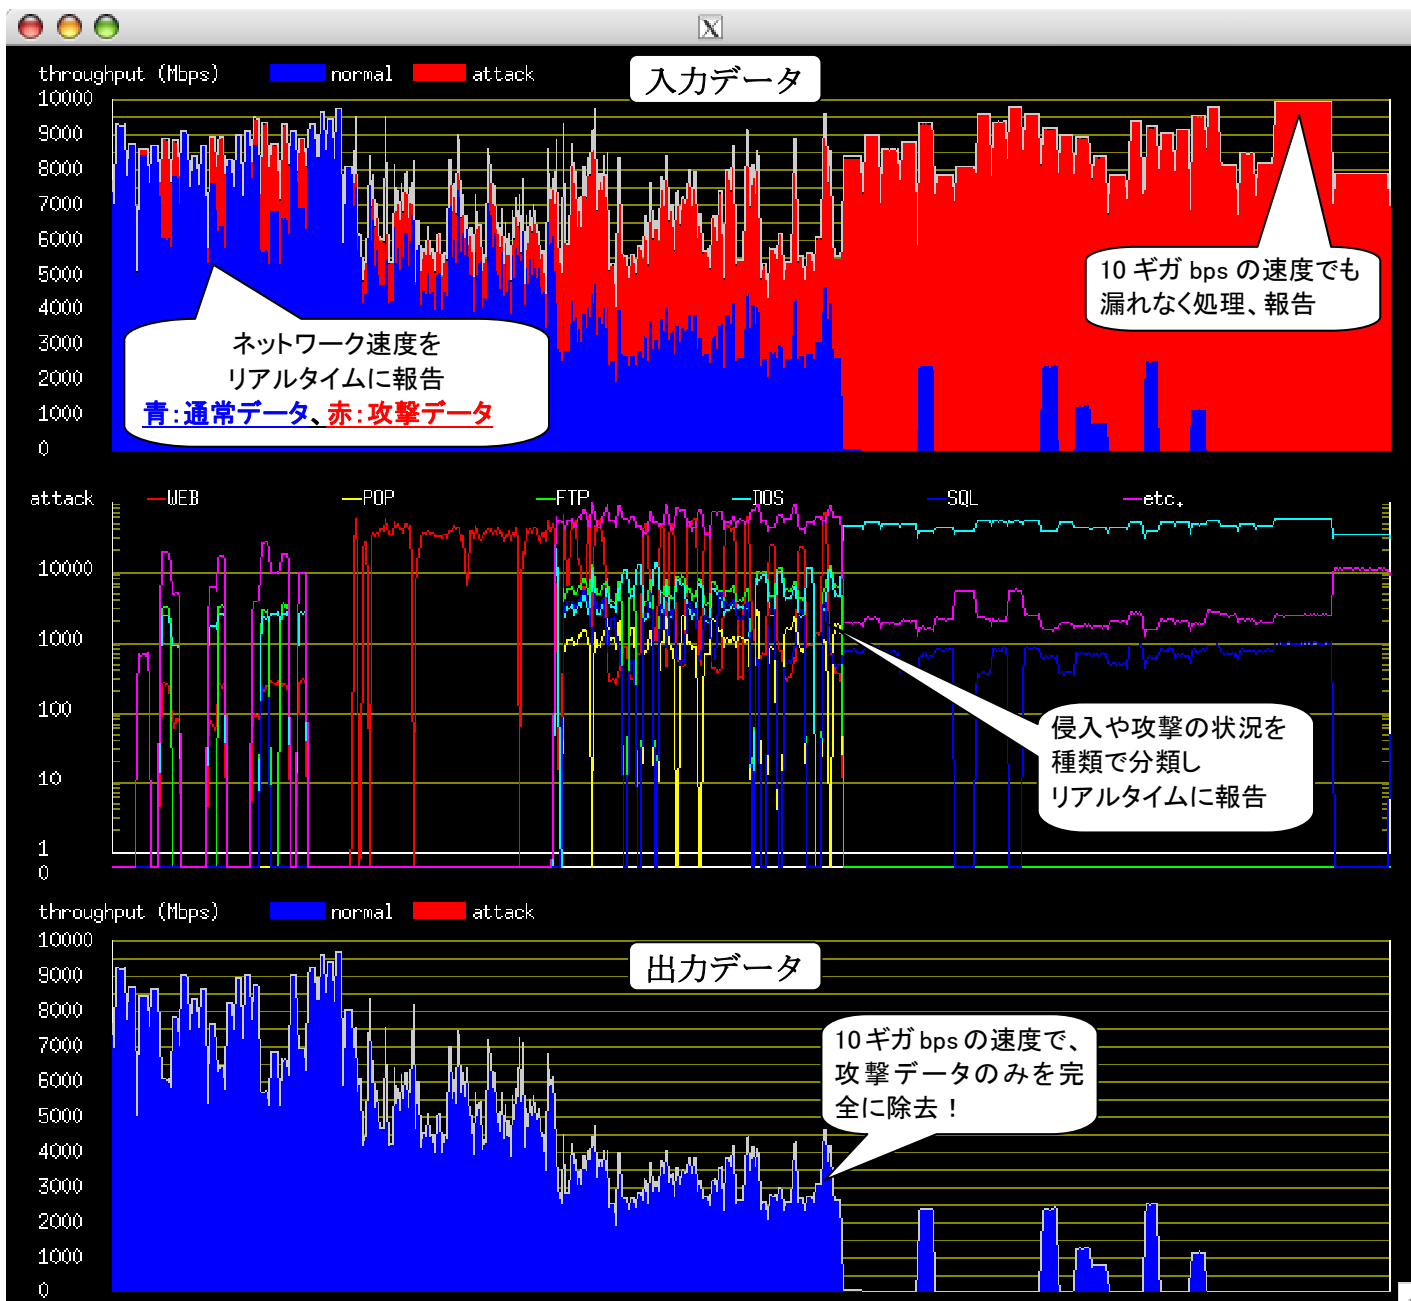 X
throughput (Mbps) normal attack
入力データ
10000
9000
8000
7000
6000
5000
4000
3000
2000
1000
0
10 ギガ bps の速度でも
漏れなく処理、報告
ネットワーク速度を
リアルタイムに報告
青：通常データ、赤：攻撃データ
attack WEB POP FTP DOS SQL etc.
10000
1000
100
10
1
0
侵入や攻撃の状況を
種類で分類し
リアルタイムに報告
throughput (Mbps) normal attack
出力データ
10000
9000
8000
7000
6000
5000
4000
3000
2000
1000
0
10 ギガ bps の速度で、
攻撃データのみを完
全に除去！